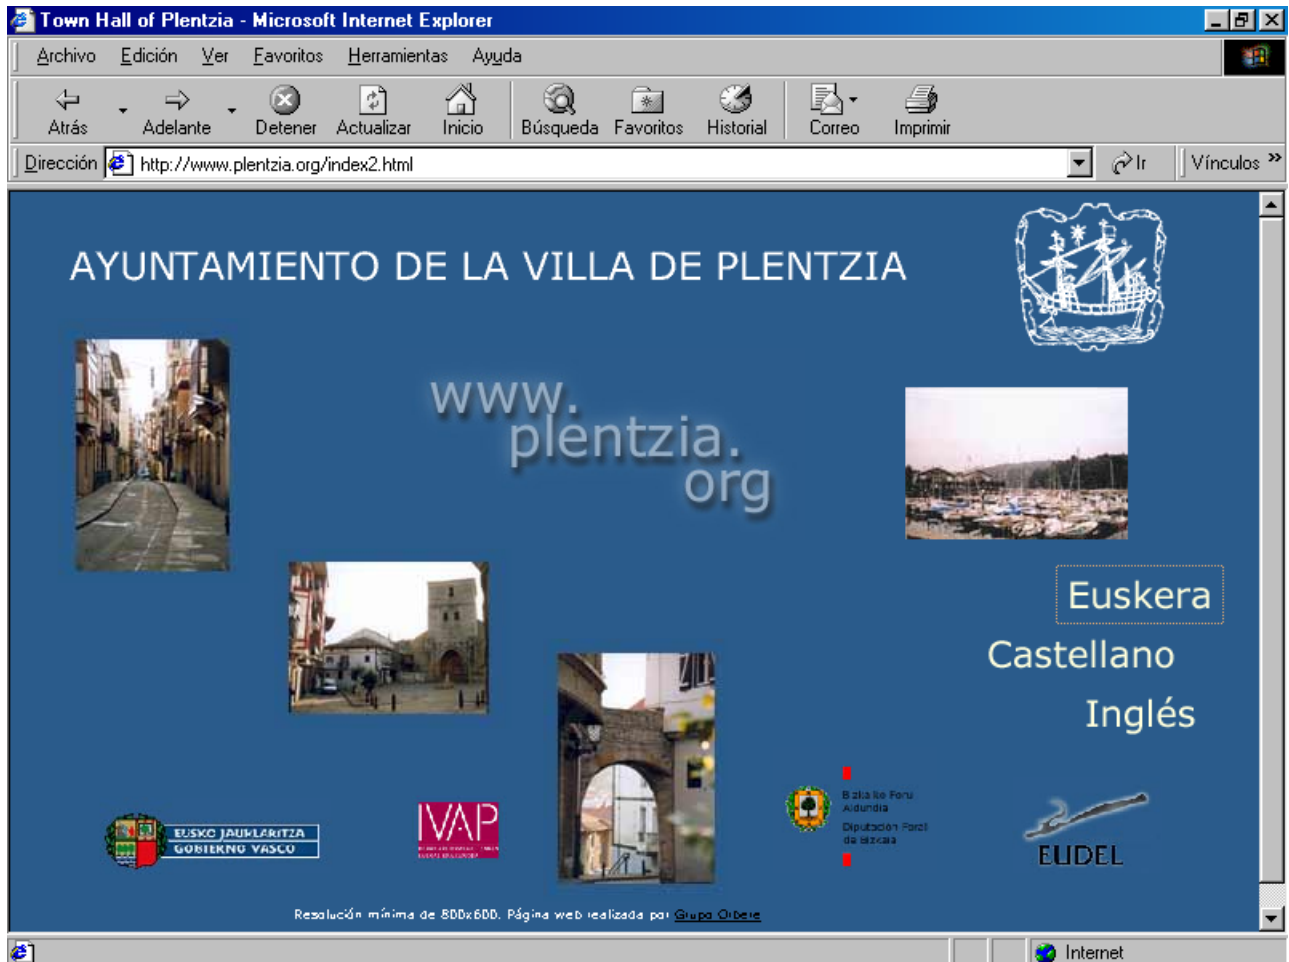 Town Hall of Plentzia - Microsoft Internet Explorer
Archivo Edición Ver Favoritos Herramientas Ayuda
Atrás Adelante Detener Actualizar Inicio Búsqueda Favoritos Historial Correo Imprimir
Dirección http://www.plentzia.org/index2.html Ir Vínculos »
AYUNTAMIENTO DE LA VILLA DE PLENTZIA
www.
plentzia.
org
Euskera
Castellano
Inglés
EUSKO JAURLARITZA
GOBIERNO VASCO
IVAP
Bizkaiko Foru
Aldundia
Diputación Foral
de Bizkaia
EUDEL
Resolución mínima de 800x600. Página web realizada por Grupo
Internet